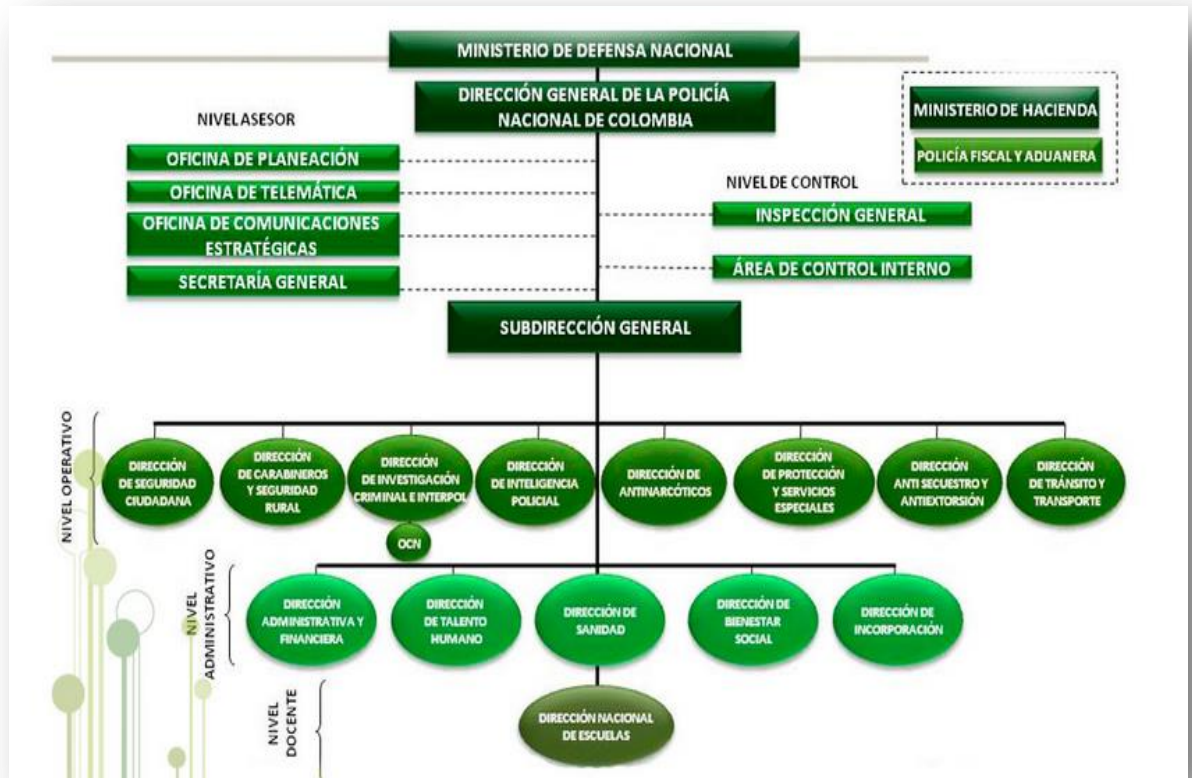 MINISTERIO DE DEFENSA NACIONAL
DIRECCIÓN GENERAL DE LA POLICÍA
NACIONAL DE COLOMBIA
MINISTERIO DE HACIENDA
POLICÍA FISCAL Y ADUANERA
NIVEL ASESOR
OFICINA DE PLANEACIÓN
OFICINA DE TELEMÁTICA
OFICINA DE COMUNICACIONES
ESTRATÉGICAS
SECRETARÍA GENERAL
NIVEL DE CONTROL
INSPECCIÓN GENERAL
ÁREA DE CONTROL INTERNO
SUBDIRECCIÓN GENERAL
NIVEL OPERATIVO
DIRECCIÓN
DE SEGURIDAD
CIUDADANA
DIRECCIÓN
DE CARABINEROS
Y SEGURIDAD
RURAL
DIRECCIÓN
DE INVESTIGACIÓN
CRIMINAL E INTERPOL
OCN
DIRECCIÓN
DE INTELIGENCIA
POLICIAL
DIRECCIÓN DE
ANTINARCÓTICOS
DIRECCIÓN
DE PROTECCIÓN
Y SERVICIOS
ESPECIALES
DIRECCIÓN
ANTI SECUESTRO Y
ANTIEXTORSIÓN
DIRECCIÓN
DE TRÁNSITO Y
TRANSPORTE
NIVEL
ADMINISTRATIVO
DIRECCIÓN
ADMINISTRATIVA Y
FINANCIERA
DIRECCIÓN
DE TALENTO
HUMANO
DIRECCIÓN DE
SANIDAD
DIRECCIÓN DE
BIENESTAR
SOCIAL
DIRECCIÓN DE
INCORPORACIÓN
NIVEL
DOCENTE
DIRECCIÓN NACIONAL
DE ESCUELAS